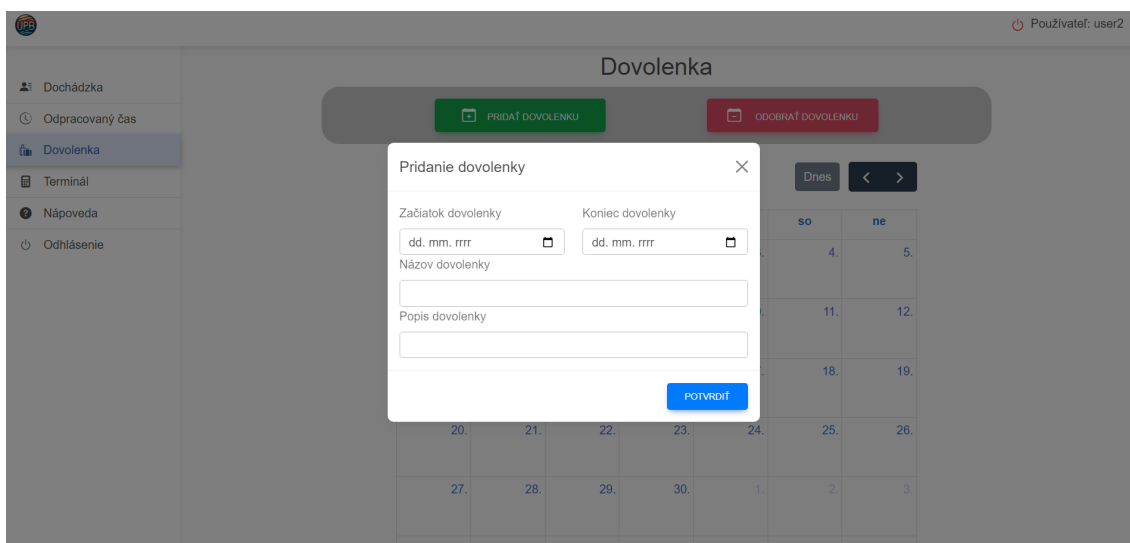 JPB
Používateľ: user2
Dochádzka
Odpracovaný čas
Dovolenka
Terminál
Nápoveda
Odhlásenie
Dovolenka
PRIDAŤ DOVOLENKU
ODOBRAŤ DOVOLENKU
Dnes
Pridanie dovolenky
Začiatok dovolenky Koniec dovolenky
dd. mm. rrrr dd. mm. rrrr
Názov dovolenky
Popis dovolenky
POTVRDIŤ
so ne
4. 5.
11. 12.
18. 19.
20. 21. 22. 23. 24. 25. 26.
27. 28. 29. 30. 1. 2. 3.